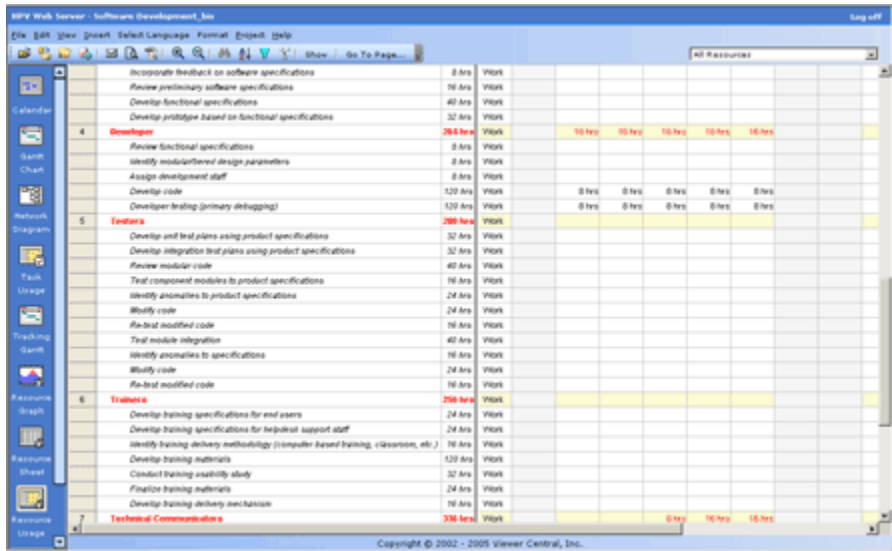 HPV Web Server - Software Development_bin Log off
File Edit View Insert Select Language Format Project Help
Show Go To Page... All Resources
Incorporate feedback on software specifications 8 hrs Work
Review preliminary software specifications 16 hrs Work
Develop functional specifications 40 hrs Work
Develop prototype based on functional specifications 32 hrs Work
4 Developer 264 hrs Work 16 hrs 16 hrs 16 hrs 16 hrs 16 hrs
Review functional specifications 8 hrs Work
Identify modular/tiered design parameters 8 hrs Work
Assign development staff 8 hrs Work
Develop code 120 hrs Work 8 hrs 8 hrs 8 hrs 8 hrs 8 hrs
Developer testing (primary debugging) 120 hrs Work 8 hrs 8 hrs 8 hrs 8 hrs 8 hrs
5 Testers 280 hrs Work
Develop unit test plans using product specifications 32 hrs Work
Develop integration test plans using product specifications 32 hrs Work
Review modular code 40 hrs Work
Test component modules to product specifications 16 hrs Work
Identify anomalies to product specifications 24 hrs Work
Modify code 24 hrs Work
Re-test modified code 16 hrs Work
Test module integration 40 hrs Work
Identify anomalies to specifications 16 hrs Work
Modify code 24 hrs Work
Re-test modified code 16 hrs Work
6 Trainers 256 hrs Work
Develop training specifications for end users 24 hrs Work
Develop training specifications for helpdesk support staff 24 hrs Work
Identify training delivery methodology (computer based training, classroom, etc.) 16 hrs Work
Develop training materials 120 hrs Work
Conduct training usability study 32 hrs Work
Finalize training materials 24 hrs Work
Develop training delivery mechanism 16 hrs Work
7 Technical Communicators 336 hrs Work 8 hrs 16 hrs 16 hrs
Calendar
Gantt
Chart
Network
Diagram
Task
Usage
Tracking
Gantt
Resource
Graph
Resource
Sheet
Resource
Usage
Copyright © 2002 - 2005 Viewer Central, Inc.